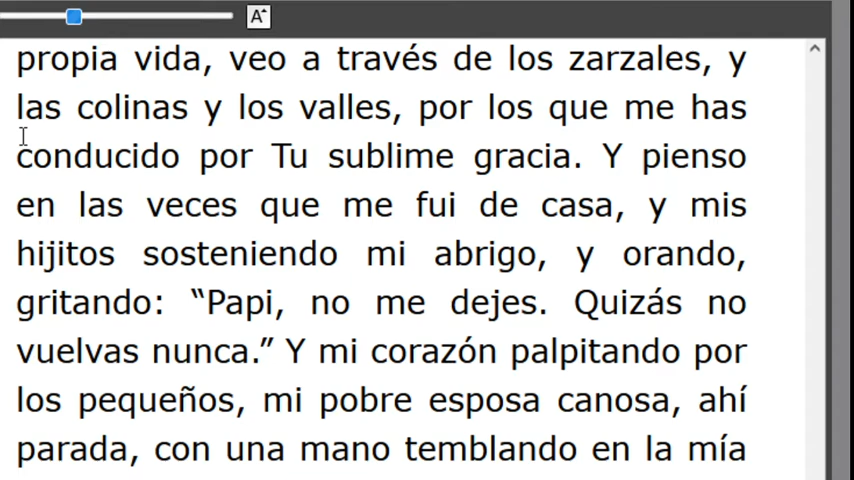 A
propia vida, veo a través de los zarzales, y
las colinas y los valles, por los que me has
conducido por Tu sublime gracia. Y pienso
en las veces que me fui de casa, y mis
hijitos sosteniendo mi abrigo, y orando,
gritando: “Papi, no me dejes. Quizás no
vuelvas nunca.” Y mi corazón palpitando por
los pequeños, mi pobre esposa canosa, ahí
parada, con una mano temblando en la mía